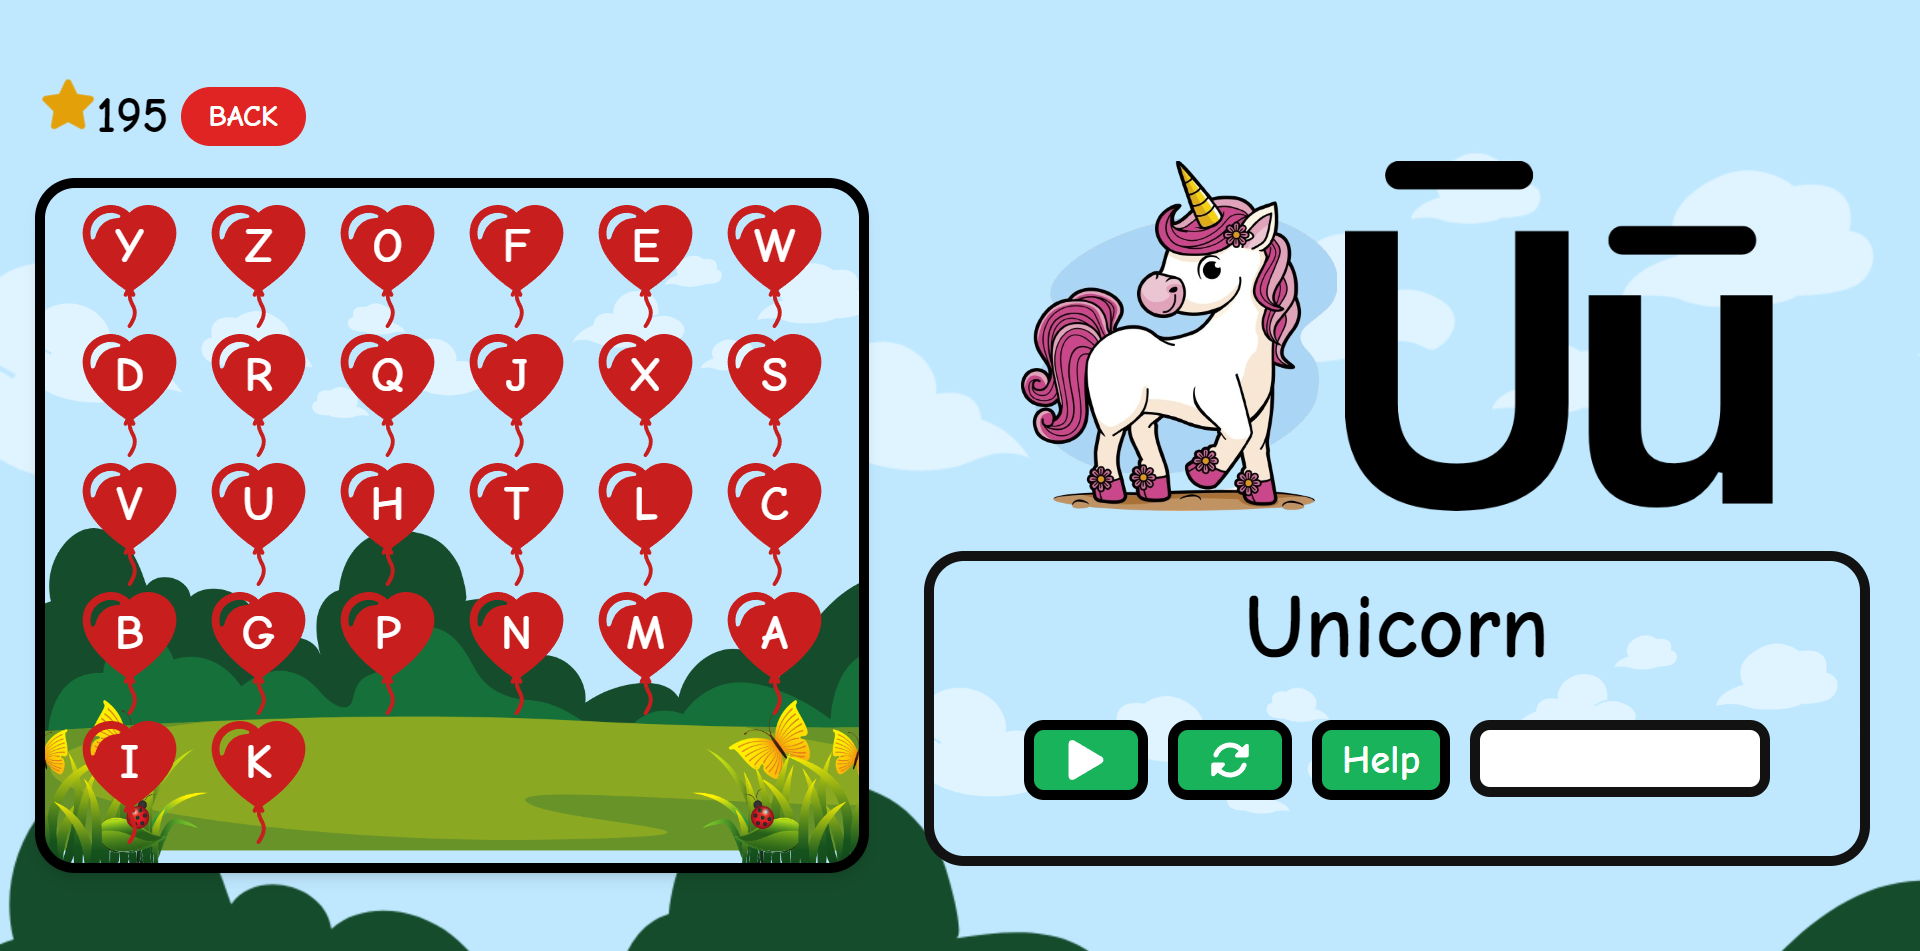 195 BACK
Y Z O F E W
D R Q J X S
V U H T L C
B G P N M A
I K
Ūū
Unicorn
Help